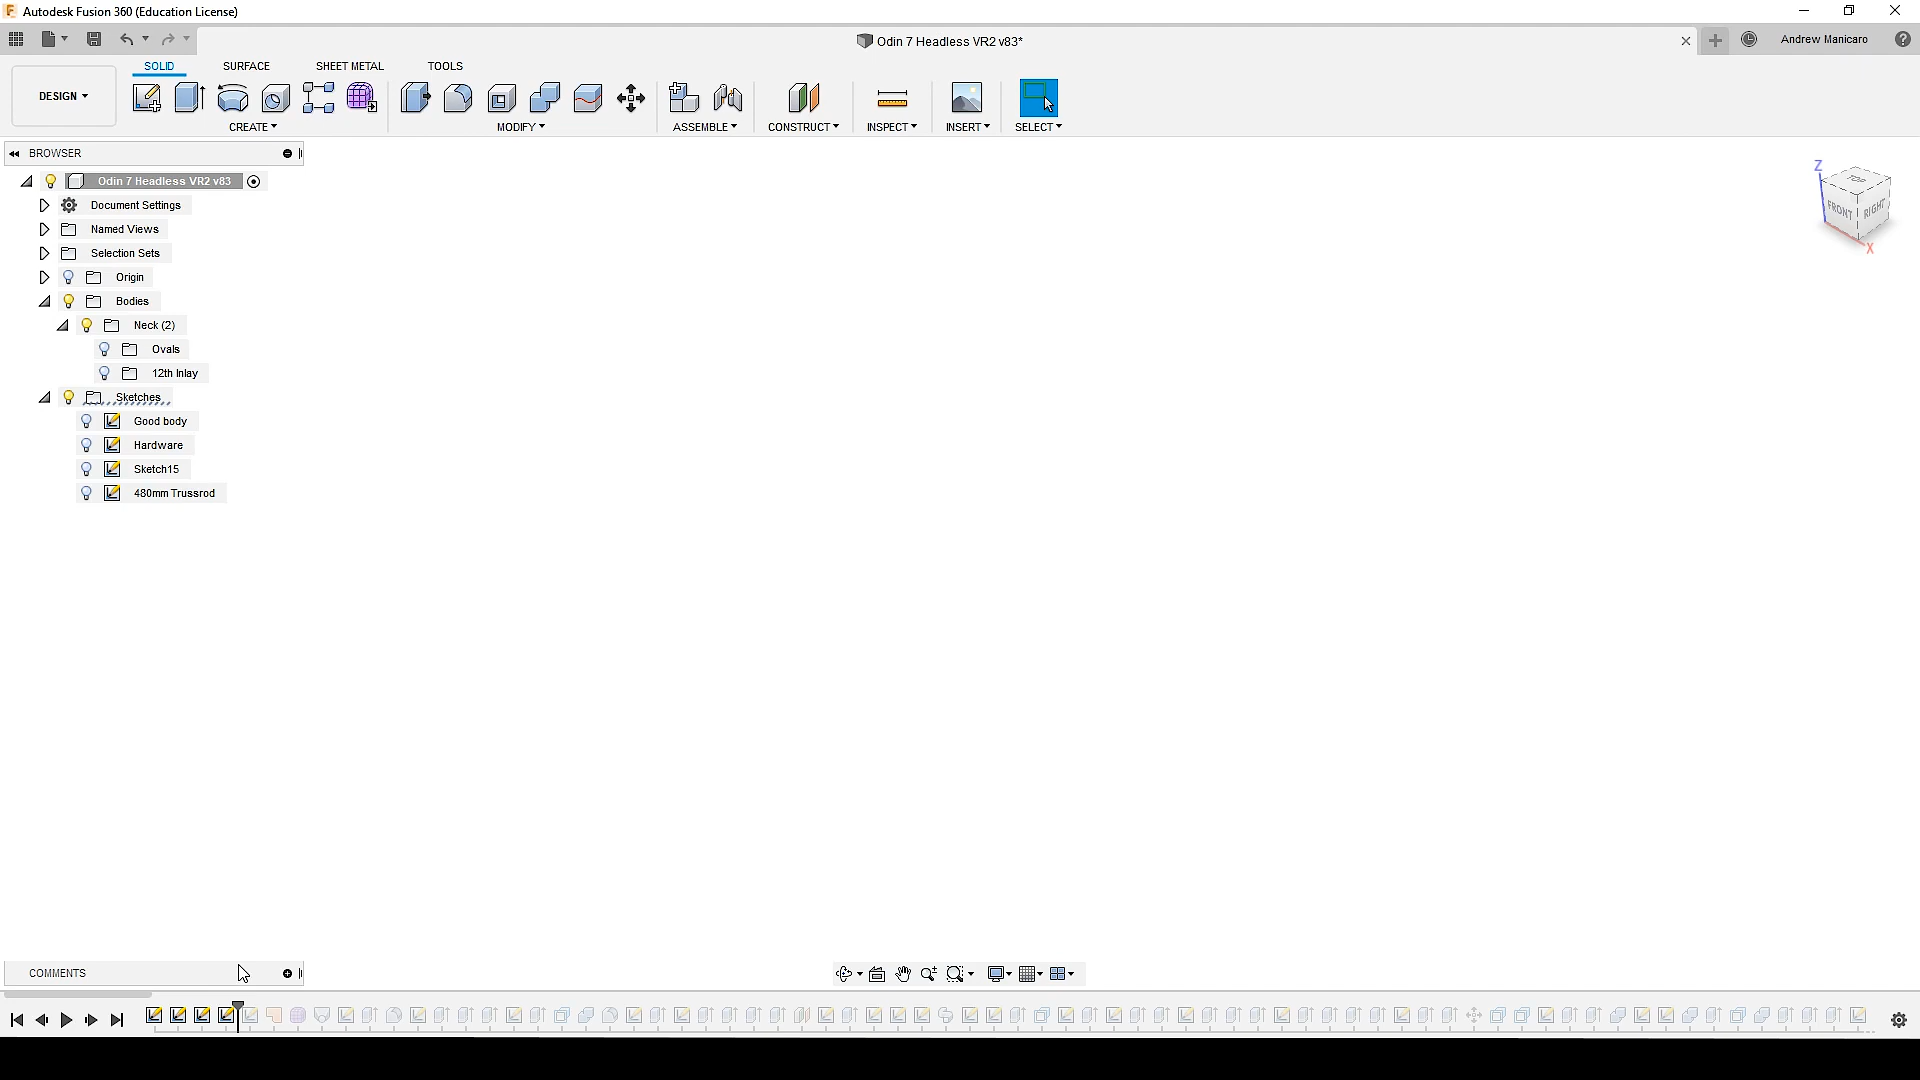 Autodesk Fusion 360 (Education License)
Odin 7 Headless VR2 v83*
Andrew Manicaro
SOLID
SURFACE
SHEET METAL
TOOLS
DESIGN
CREATE
MODIFY
ASSEMBLE
CONSTRUCT
INSPECT
INSERT
SELECT
BROWSER
Odin 7 Headless VR2 v83
Document Settings
Named Views
Selection Sets
Origin
Bodies
Neck (2)
Ovals
12th Inlay
Sketches
Good body
Hardware
Sketch15
480mm Trussrod
Z
TOP
FRONT
RIGHT
X
COMMENTS